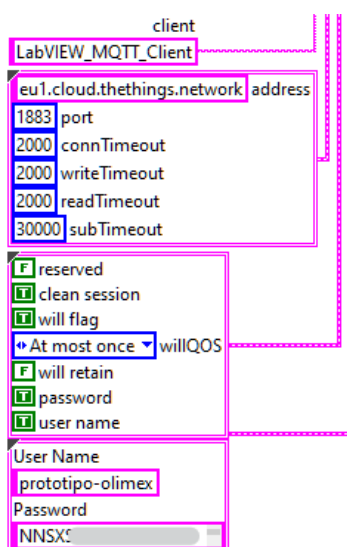 client
LabVIEW_MQTT_Client
eu1.cloud.thethings.network address
1883 port
2000 connTimeout
2000 writeTimeout
2000 readTimeout
30000 subTimeout
F reserved
T clean session
T will flag
At most once willQOS
F will retain
T password
T user name
User Name
prototipo-olimex
Password